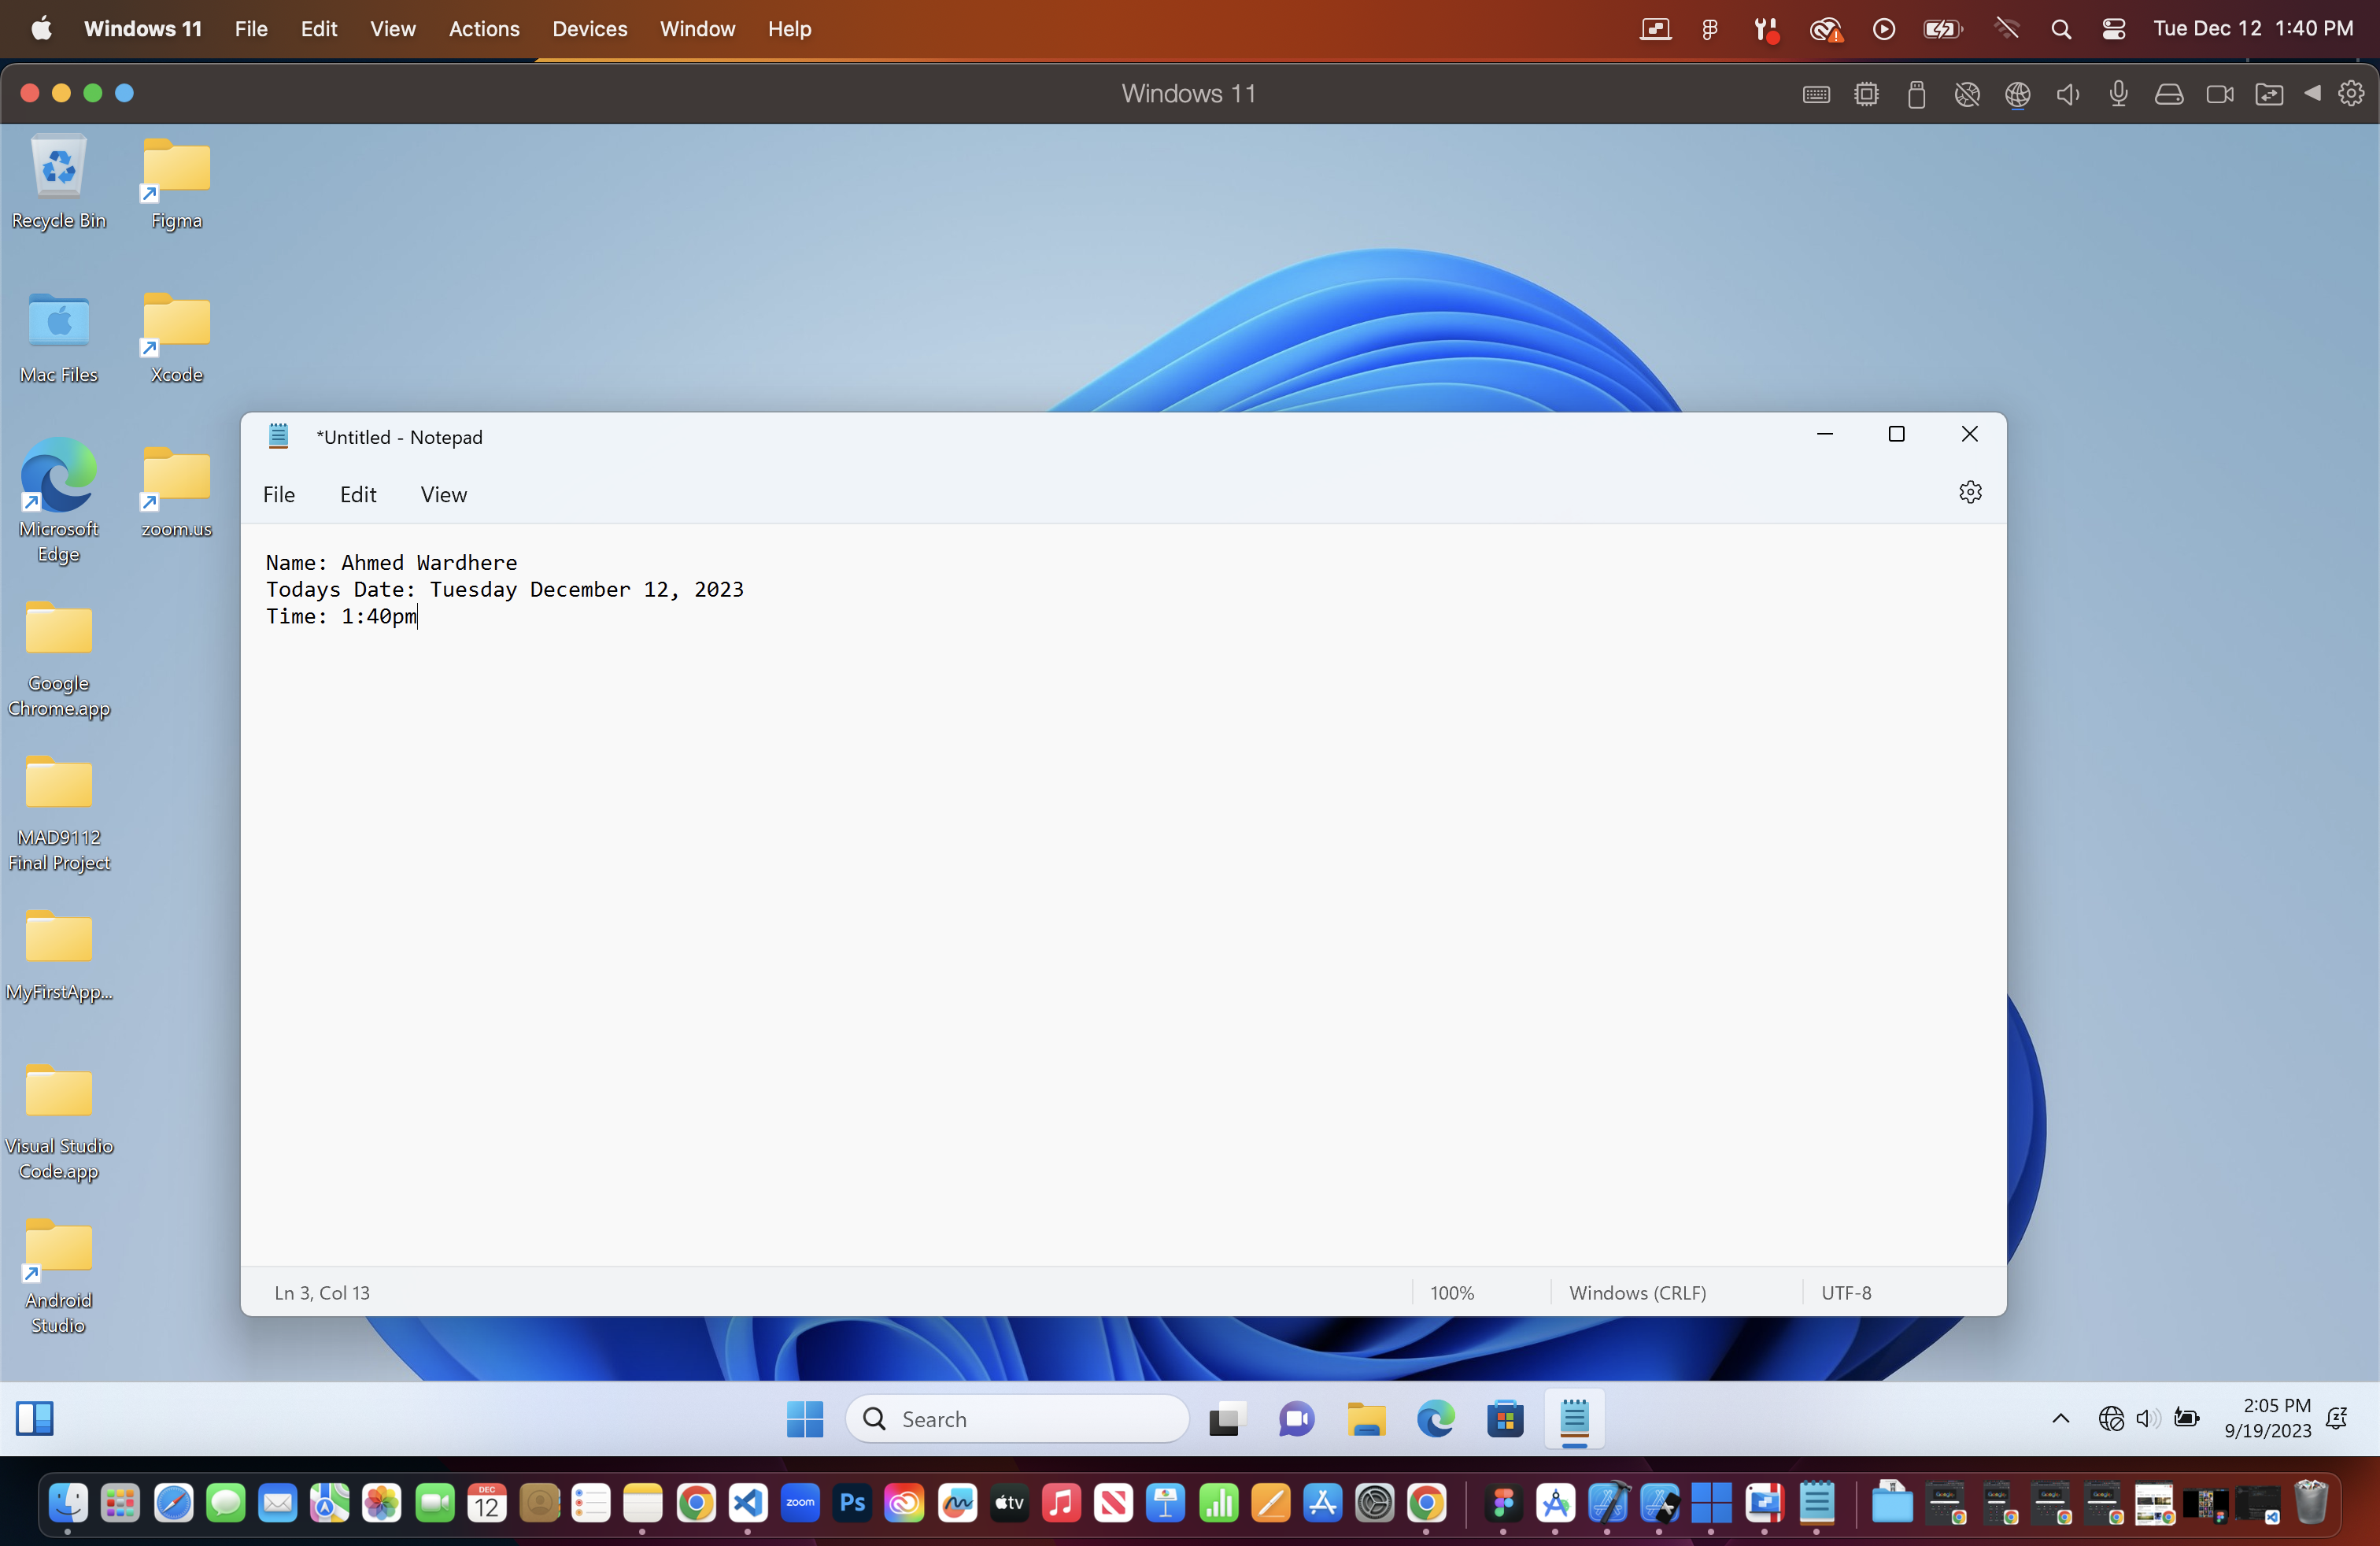 Windows 11 File Edit View Actions Devices Window Help
Tue Dec 12 1:40 PM
Windows 11
Recycle Bin
Figma
Mac Files
Xcode
Microsoft
Edge
zoom.us
Google
Chrome.app
MAD9112
Final Project
MyFirstApp...
Visual Studio
Code.app
Android
Studio
*Untitled - Notepad
File Edit View
Name: Ahmed Wardhere
Todays Date: Tuesday December 12, 2023
Time: 1:40pm
Ln 3, Col 13
100%
Windows (CRLF)
UTF-8
Search
2:05 PM
9/19/2023
DEC
12
zoom
Ps
tv